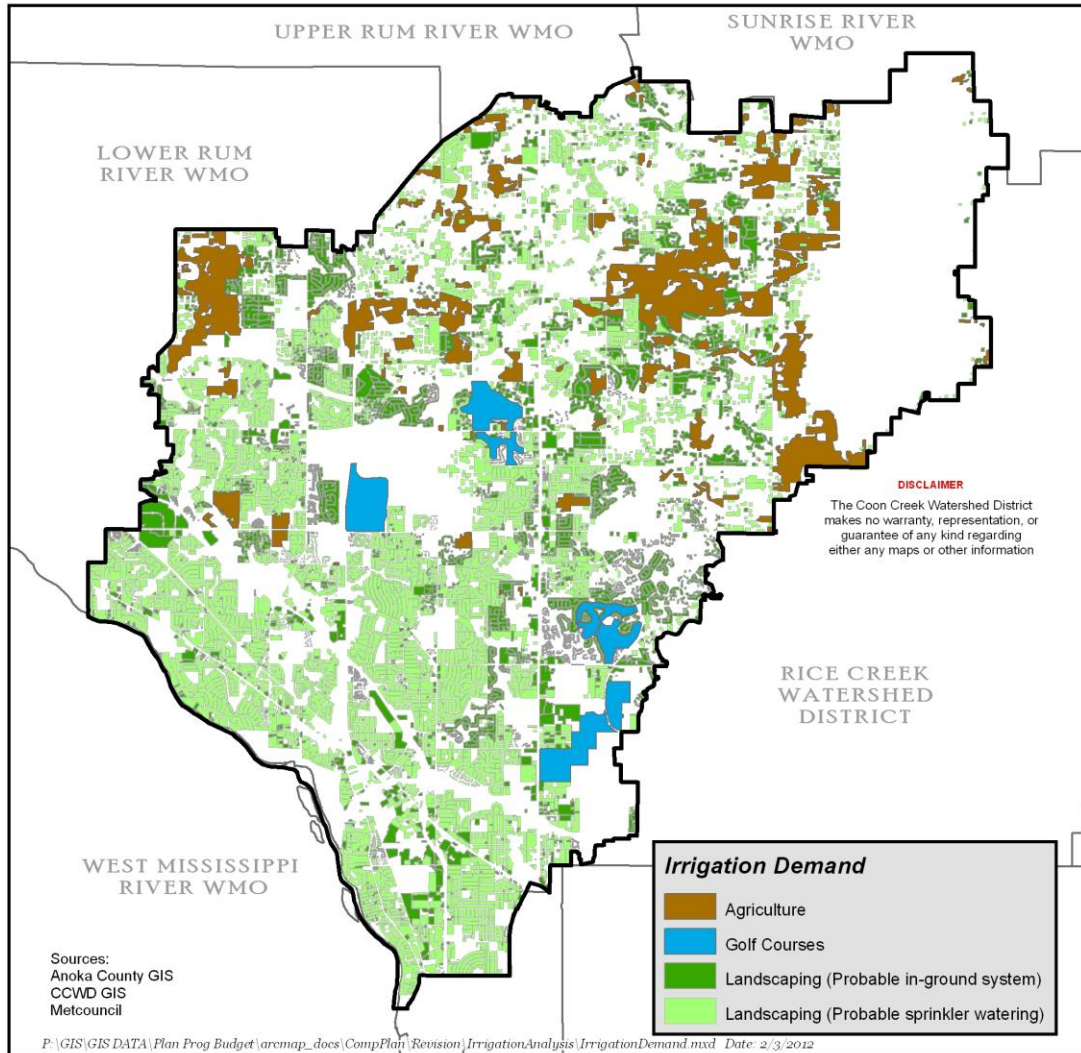 UPPER RUM RIVER WMO
SUNRISE RIVER
WMO
LOWER RUM
RIVER WMO
DISCLAIMER
The Coon Creek Watershed District
makes no warranty, representation, or
guarantee of any kind regarding
either any maps or other information
RICE CREEK
WATERSHED
DISTRICT
WEST MISSISSIPPI
RIVER WMO
Irrigation Demand
Agriculture
Golf Courses
Landscaping (Probable in-ground system)
Landscaping (Probable sprinkler watering)
Sources:
Anoka County GIS
CCWD GIS
Metcouncil
P:\GIS\GIS DATA\Plan Prog Budget\arcmap_docs\CompPlan\Revision\IrrigationAnalysis\IrrigationDemand.mxd Date: 2/3/2012